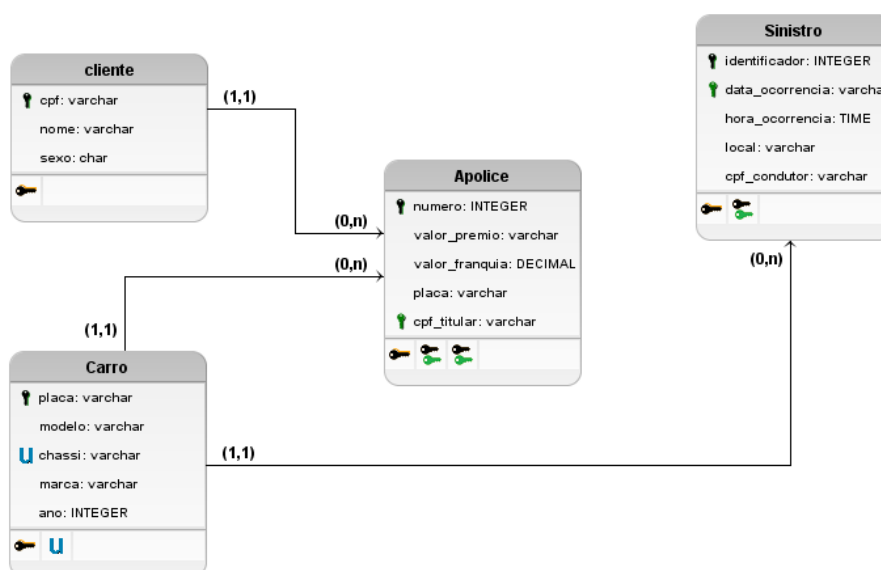 Sinistro
identificador: INTEGER
data_ocorrencia: varcha
hora_ocorrencia: TIME
local: varchar
cpf_condutor: varchar
(0,n)
cliente
cpf: varchar
nome: varchar
sexo: char
(1,1)
(0,n)
Apolice
numero: INTEGER
valor_premio: varchar
valor_franquia: DECIMAL
placa: varchar
cpf_titular: varchar
(0,n)
(1,1)
Carro
placa: varchar
modelo: varchar
U chassi: varchar
marca: varchar
ano: INTEGER
U
(1,1)